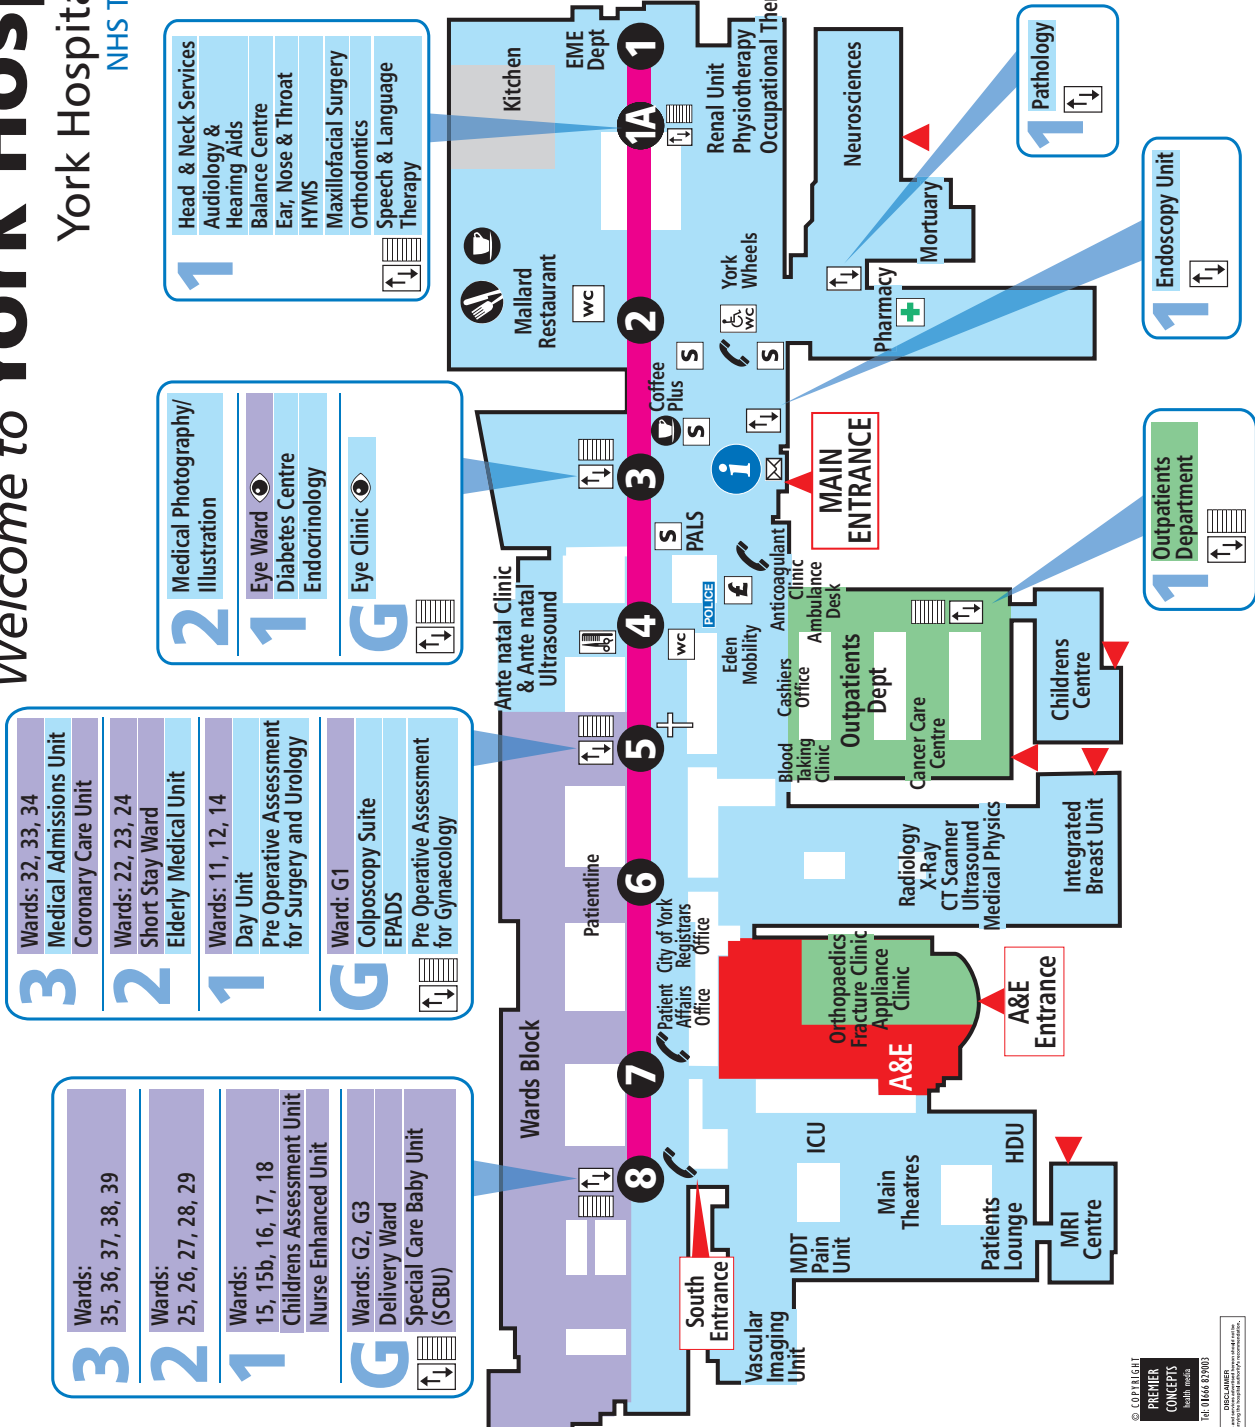 Welcome to York Hosp
York Hospita
NHS T
3
Wards:
35, 36, 37, 38, 39
2
Wards:
25, 26, 27, 28, 29
1
Wards:
15, 15b, 16, 17, 18
Childrens Assessment Unit
Nurse Enhanced Unit
G
Wards: G2, G3
Delivery Ward
Special Care Baby Unit
(SCBU)
3
Wards: 32, 33, 34
Medical Admissions Unit
Coronary Care Unit
2
Wards: 22, 23, 24
Short Stay Ward
Elderly Medical Unit
1
Wards: 11, 12, 14
Day Unit
Pre Operative Assessment
for Surgery and Urology
G
Ward: G1
Colposcopy Suite
EPADS
Pre Operative Assessment
for Gynaecology
2
Medical Photography/
Illustration
1
Eye Ward
Diabetes Centre
Endocrinology
G
Eye Clinic
1
Head & Neck Services
Audiology &
Hearing Aids
Balance Centre
Ear, Nose & Throat
HYMS
Maxillofacial Surgery
Orthodontics
Speech & Language
Therapy
Wards Block
Patientline
Ante natal Clinic
& Ante natal
Ultrasound
Mallard
Restaurant
WC
Kitchen
EME
Dept
8
7
6
5
4
3
2
1A
1
Patient
Affairs
Office
City of York
Registrars
Office
WC
POLICE
£
Eden
Mobility
S
PALS
S
Coffee
Plus
S
S
i
WC
York
Wheels
Renal Unit
Physiotherapy
Occupational Ther
South
Entrance
Vascular
Imaging
Unit
MDT
Pain
Unit
ICU
Main
Theatres
Patients
Lounge
HDU
MRI
Centre
A&E
Orthopaedics
Fracture Clinic
Appliance
Clinic
A&E
Entrance
Radiology
X-Ray
CT Scanner
Ultrasound
Medical Physics
Integrated
Breast Unit
Blood
Taking
Clinic
Cashiers
Office
Anticoagulant
Clinic
Ambulance
Desk
Outpatients
Dept
Cancer Care
Centre
Childrens
Centre
MAIN
ENTRANCE
Pharmacy
Mortuary
Neurosciences
1
Outpatients
Department
1
Endoscopy Unit
1
Pathology
© COPYRIGHT
PREMIER
CONCEPTS
health media
Tel: 01666 829003
DISCLAIMER